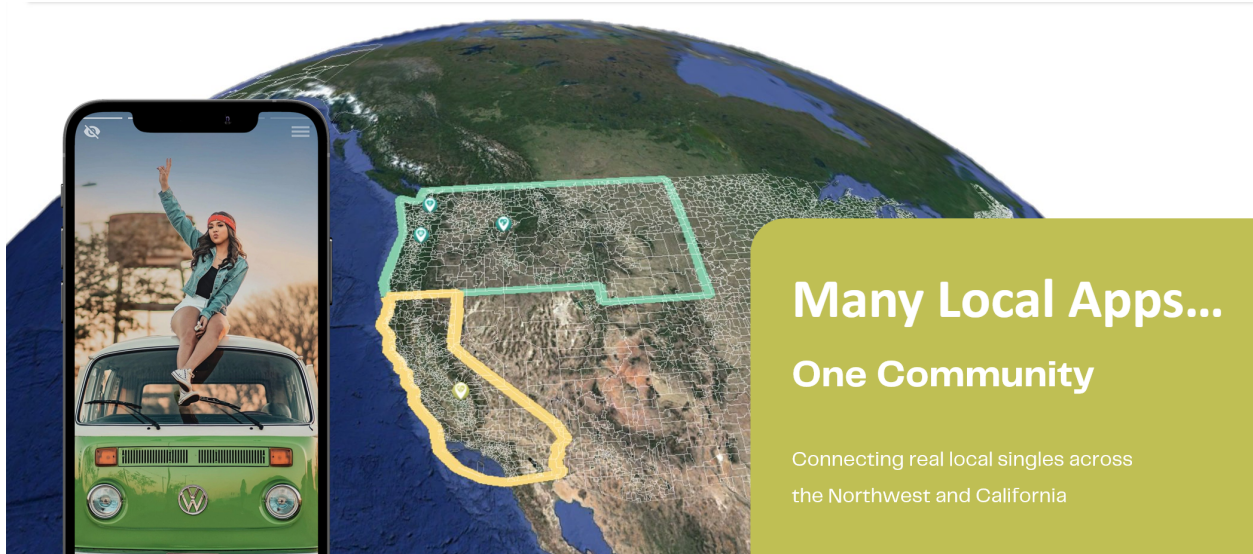 Many Local Apps...
One Community
Connecting real local singles across
the Northwest and California